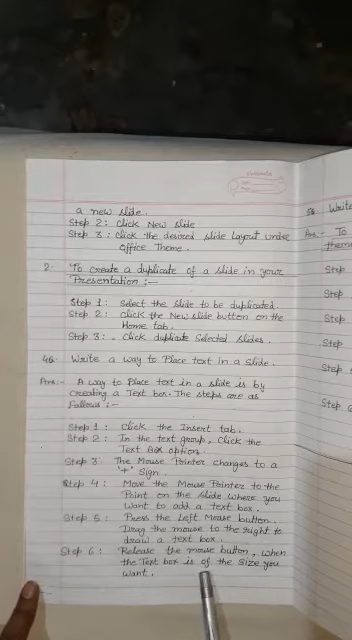 a new slide.
Step 2: Click New Slide
Step 3: Click the desired slide Layout under
Office Theme.
2. To create a duplicate of a slide in your
Presentation:-
Step 1: Select the slide to be duplicated.
Step 2: Click the New slide button on the
Home tab.
Step 3: Click duplicate Selected slides.
4Q. Write a way to Place text in a slide.
Ans:- A way to Place text in a slide is by
creating a Text box. The steps are as
follows:-
Step 1: Click the Insert tab.
Step 2: In the text group, Click the
Text Box option.
Step 3: The Mouse Pointer changes to a
'+' Sign.
Step 4: Move the Mouse Pointer to the
Point on the slide where you
want to add a text box.
Step 5: Press the Left Mouse button.
Drag the mouse to the right to
draw a text box.
Step 6: Release the mouse button, when
the Text box is of the size you
want.
5Q. Write
Ans:- To
theme
Step
Step
Step
Step
Step
Step 6